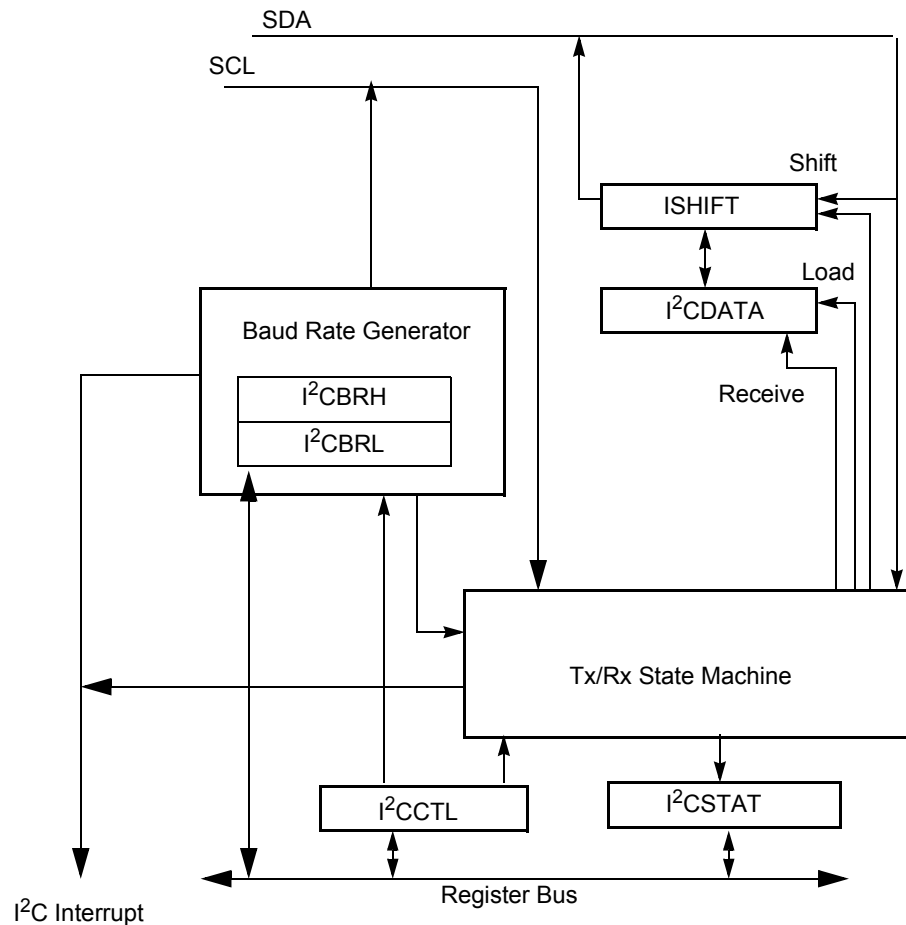 SDA
SCL
Shift
ISHIFT
Load
I²CDATA
Receive
Baud Rate Generator
I²CBRH
I²CBRL
Tx/Rx State Machine
I²CCTL
I²CSTAT
Register Bus
I²C Interrupt